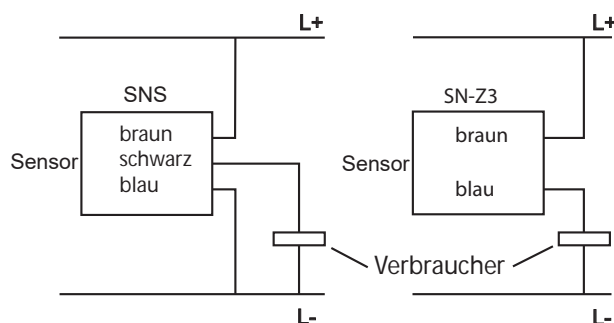 L+
SNS
braun
schwarz
blau
Sensor
L-
L+
SN-Z3
braun
blau
Sensor
Verbraucher
L-